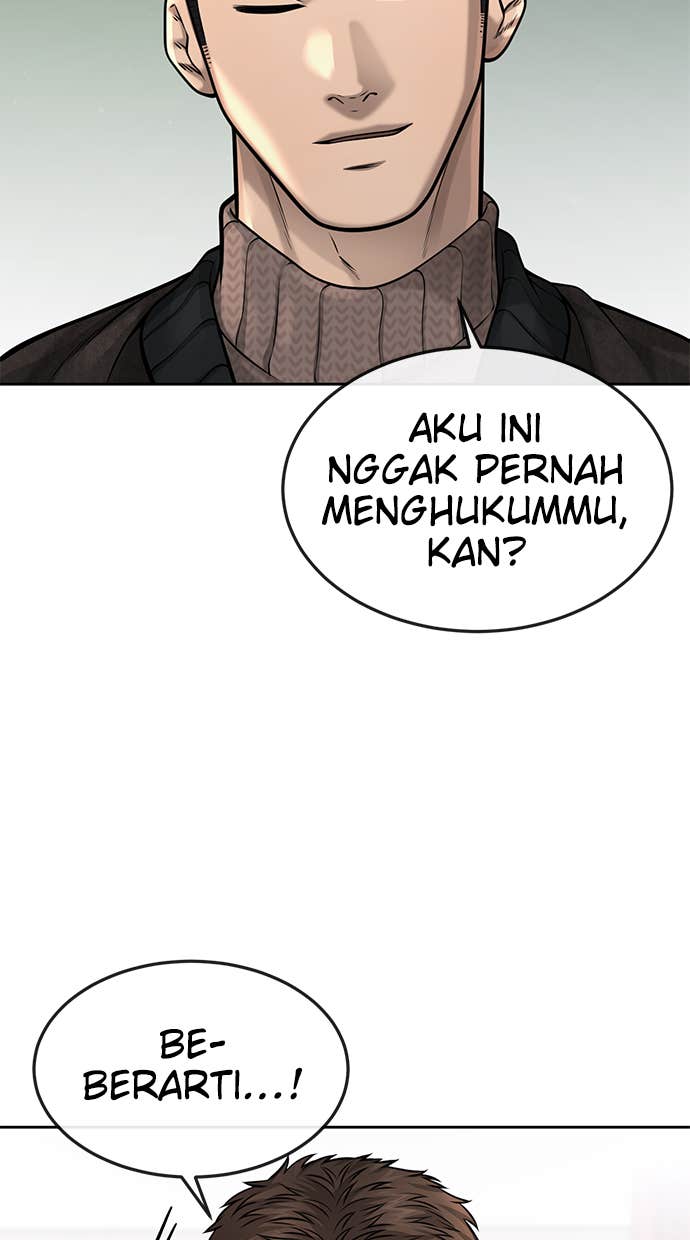 AKU INI
NGGAK PERNAH
MENGHUKUMMU,
KAN?
BE-
BERARTI...!